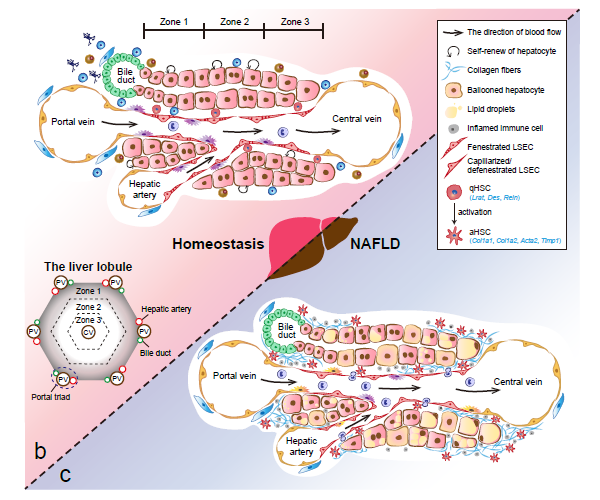 Zone 1
Zone 2
Zone 3
Bile
duct
Portal vein
Central vein
Hepatic
artery
The direction of blood flow
Self-renew of hepatocyte
Collagen fibers
Ballooned hepatocyte
Lipid droplets
Inflamed immune cell
Fenestrated LSEC
Capillarized/
defenestrated LSEC
qHSC
(Lrat, Des, Reln)
activation
aHSC
(Col1a1, Col1a2, Acta2, Timp1)
Homeostasis
NAFLD
The liver lobule
PV
PV
Zone 1
Zone 2
Zone 3
PV
CV
PV
PV
PV
Hepatic artery
Bile duct
Portal triad
Bile
duct
Portal vein
Central vein
Hepatic
artery
b
c